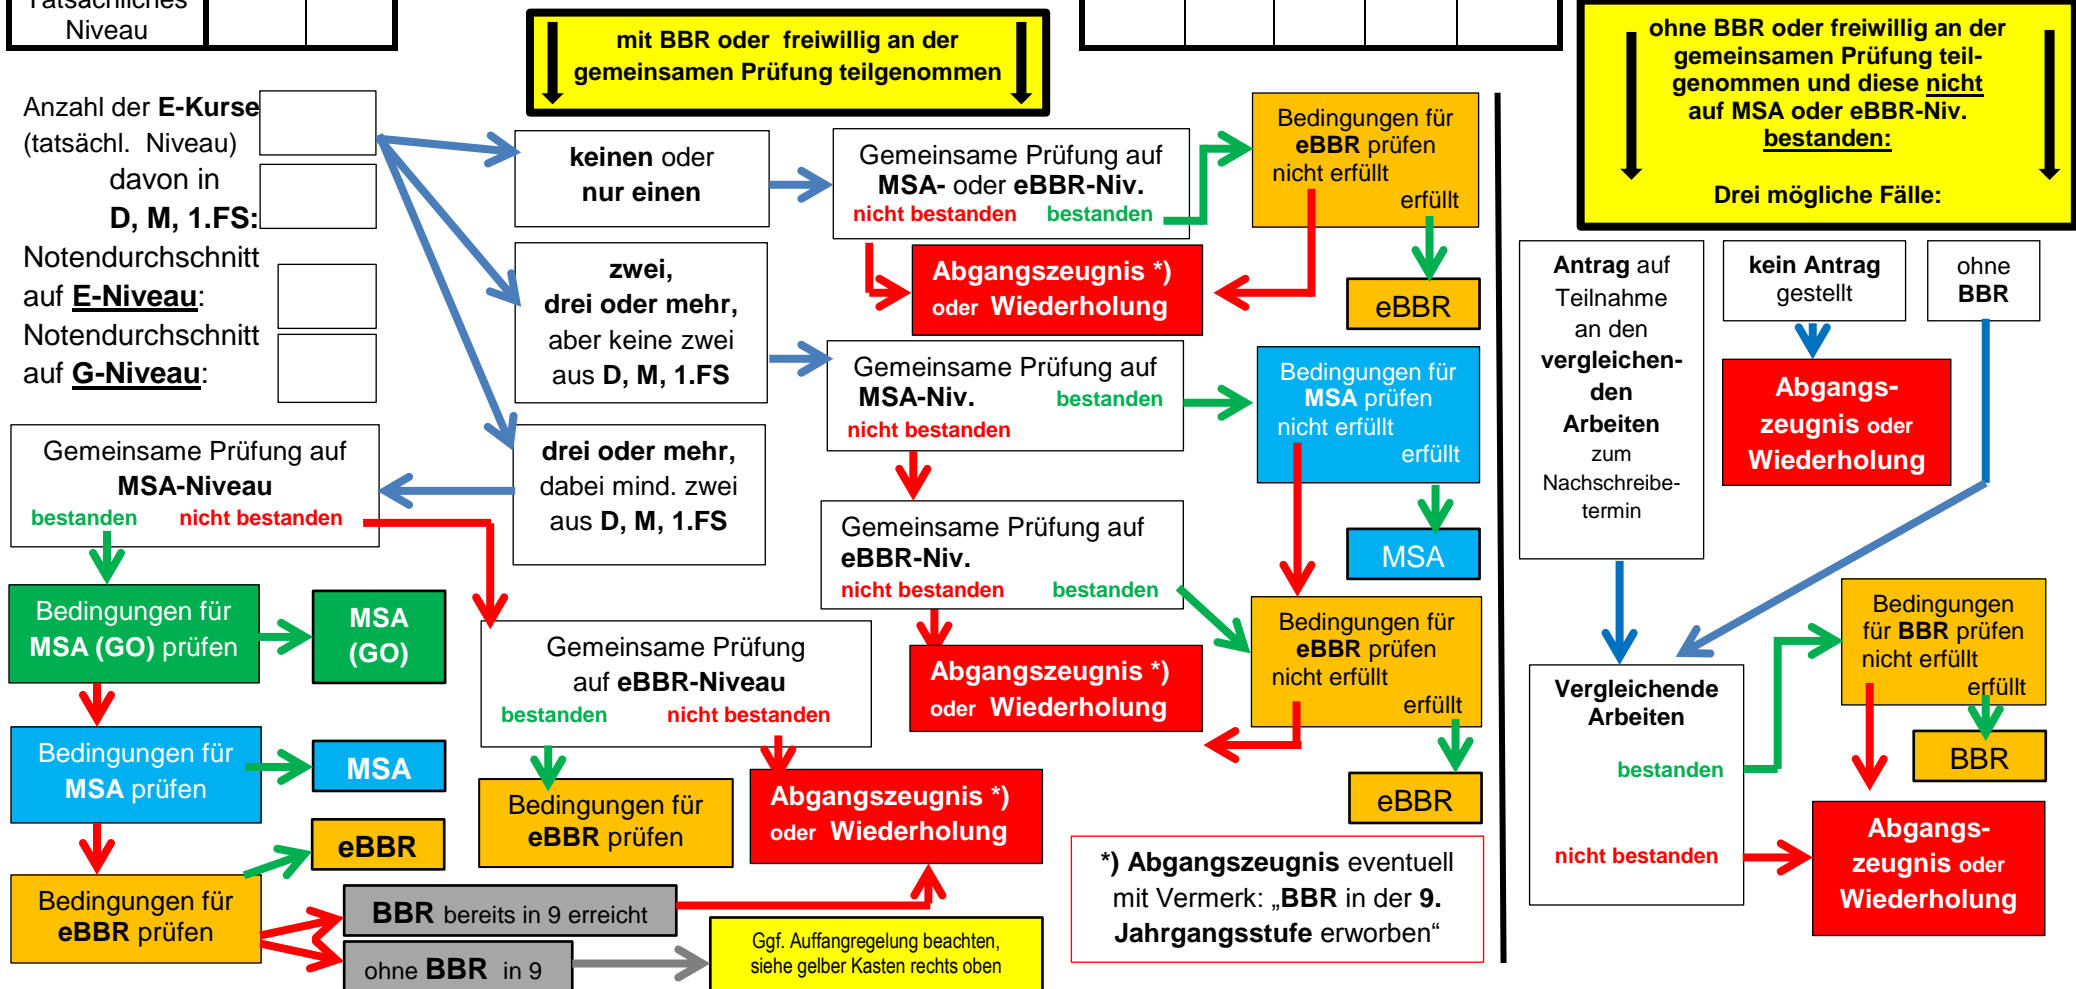 Tatsächliches
Niveau
mit BBR oder freiwillig an der
gemeinsamen Prüfung teilgenommen
ohne BBR oder freiwillig an der
gemeinsamen Prüfung teil-
genommen und diese nicht
auf MSA oder eBBR-Niv.
bestanden:
Drei mögliche Fälle:
Anzahl der E-Kurse
(tatsächl. Niveau)
davon in
D, M, 1.FS:
Notendurchschnitt
auf E-Niveau:
Notendurchschnitt
auf G-Niveau:
keinen oder
nur einen
Gemeinsame Prüfung auf
MSA- oder eBBR-Niv.
nicht bestanden bestanden
Bedingungen für
eBBR prüfen
nicht erfüllt
erfüllt
Abgangszeugnis *)
oder Wiederholung
eBBR
zwei,
drei oder mehr,
aber keine zwei
aus D, M, 1.FS
Gemeinsame Prüfung auf
MSA-Niv. bestanden
nicht bestanden
Bedingungen für
MSA prüfen
nicht erfüllt
erfüllt
MSA
Gemeinsame Prüfung auf
eBBR-Niv.
nicht bestanden bestanden
Bedingungen für
eBBR prüfen
nicht erfüllt
erfüllt
Abgangszeugnis *)
oder Wiederholung
eBBR
drei oder mehr,
dabei mind. zwei
aus D, M, 1.FS
Gemeinsame Prüfung auf
MSA-Niveau
bestanden nicht bestanden
Bedingungen für
MSA (GO) prüfen
MSA
(GO)
Bedingungen für
MSA prüfen
MSA
Bedingungen für
eBBR prüfen
eBBR
Gemeinsame Prüfung
auf eBBR-Niveau
bestanden nicht bestanden
Bedingungen für
eBBR prüfen
Abgangszeugnis *)
oder Wiederholung
BBR bereits in 9 erreicht
ohne BBR in 9
Ggf. Auffangregelung beachten,
siehe gelber Kasten rechts oben
*) Abgangszeugnis eventuell
mit Vermerk: „BBR in der 9.
Jahrgangsstufe erworben“
Antrag auf
Teilnahme
an den
vergleichen-
den
Arbeiten
zum
Nachschreibe-
termin
kein Antrag
gestellt
ohne
BBR
Abgangs-
zeugnis oder
Wiederholung
Vergleichende
Arbeiten
bestanden
nicht bestanden
Bedingungen
für BBR prüfen
nicht erfüllt
erfüllt
BBR
Abgangs-
zeugnis oder
Wiederholung